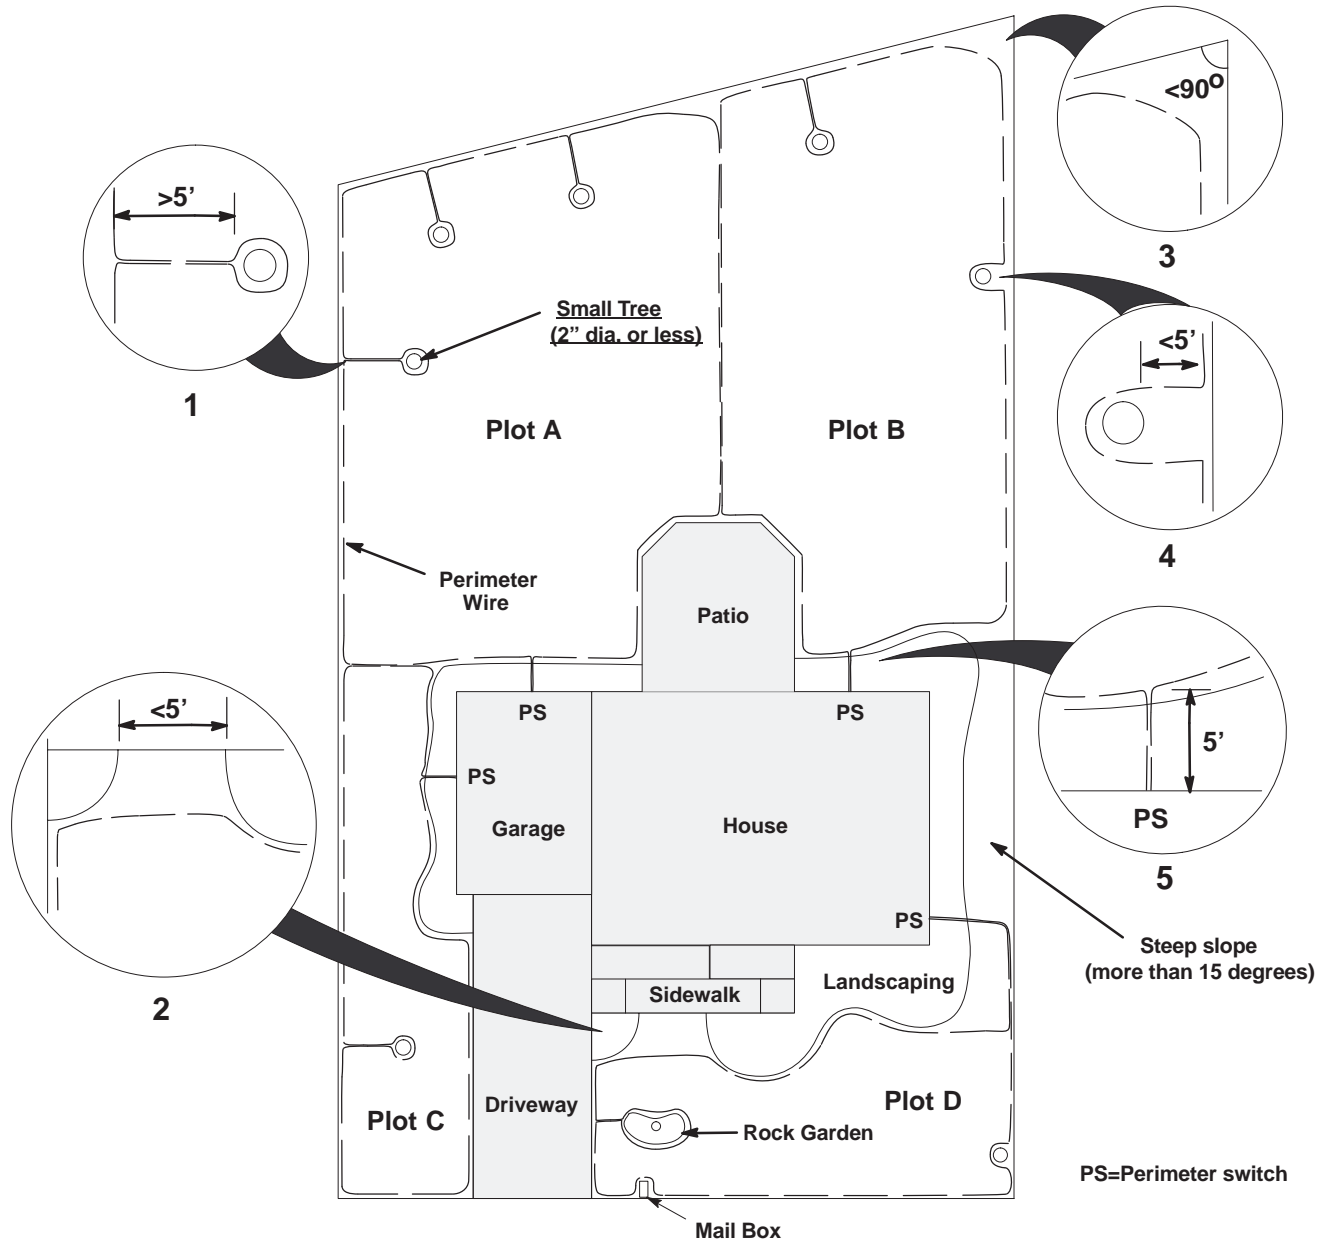 <90º
3
>5’
1
Small Tree
(2” dia. or less)
<5’
4
Plot A
Plot B
Perimeter
Wire
Patio
<5’
2
PS
PS
PS
5’
PS
5
Garage
House
PS
Steep slope
(more than 15 degrees)
Landscaping
Sidewalk
Plot C
Driveway
Plot D
Rock Garden
PS=Perimeter switch
Mail Box